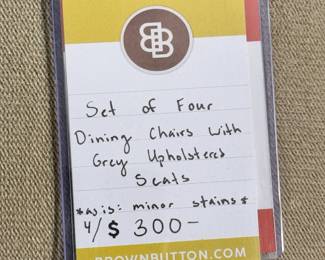 BB
Set of Four
Dining Chairs with
Grey Upholstered
Seats
*as is: minor stains*
4/$ 300-
BROWNBUTTON.COM